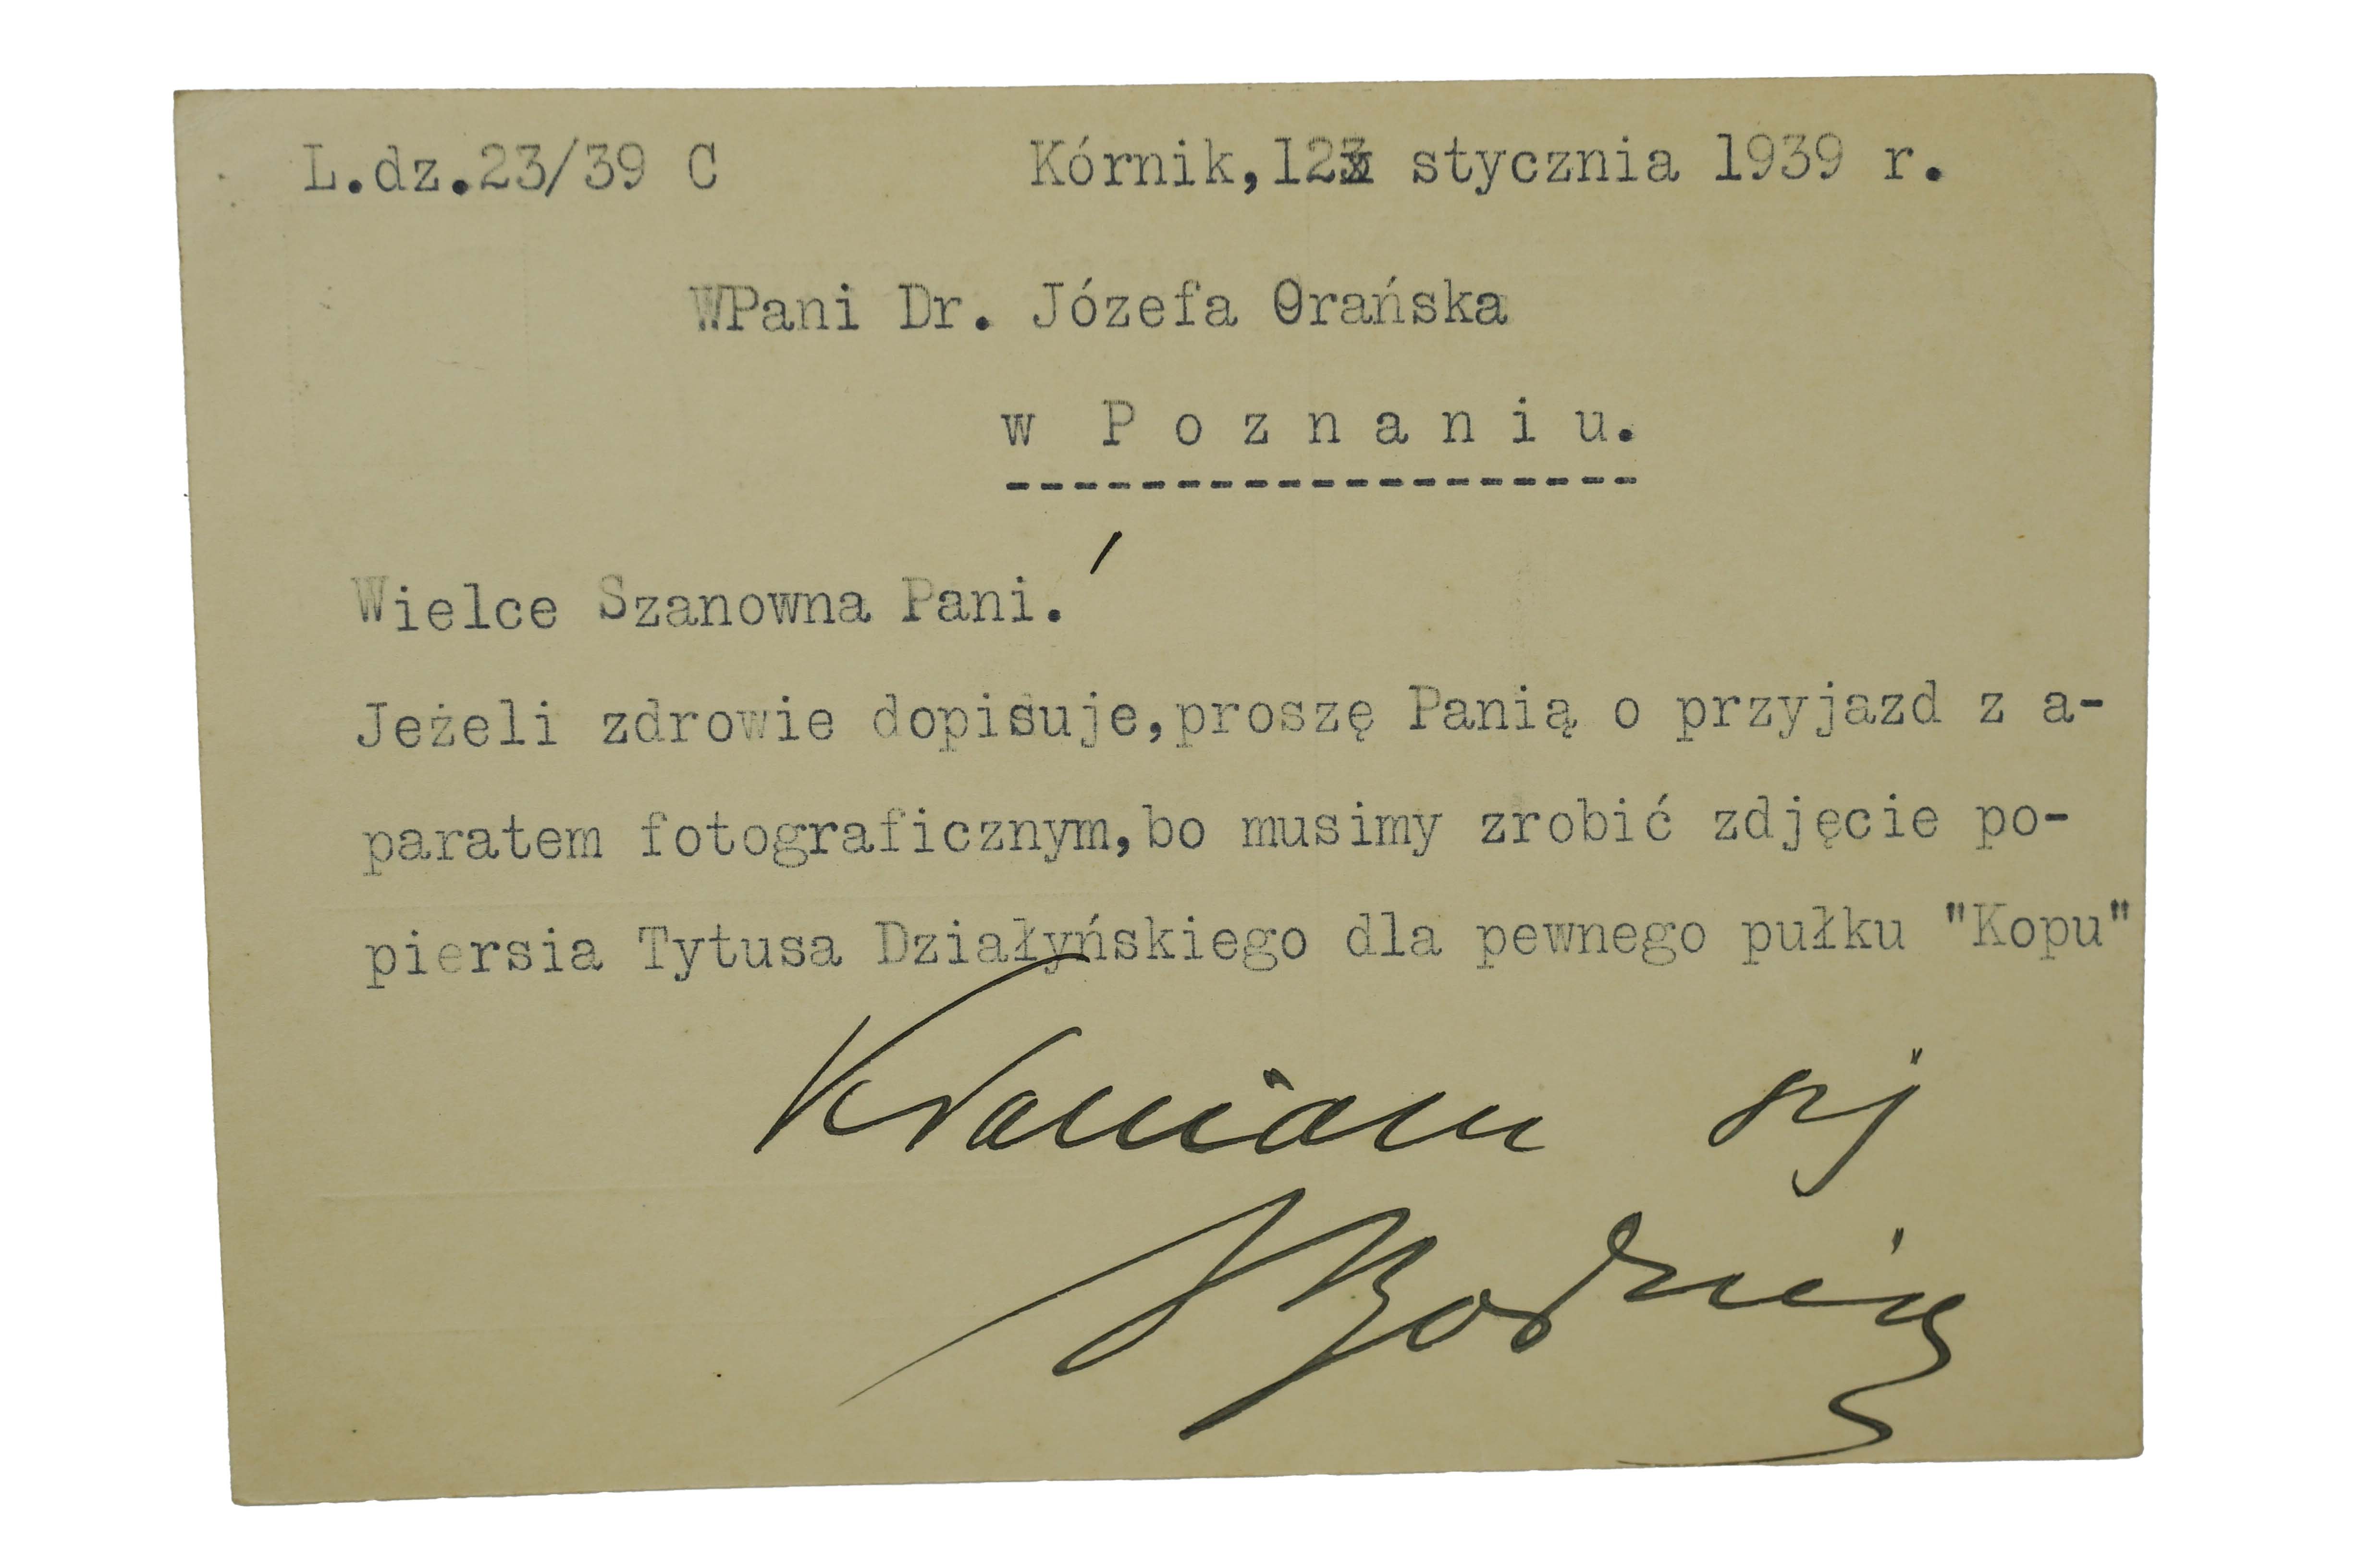 L.dz.23/39 C Kórnik,12 stycznia 1939 r.
WPani Dr. Józefa Orańska
w P o z n a n i u.
-------------------
Wielce Szanowna Pani!
Jeżeli zdrowie dopisuje,proszę Panią o przyjazd z a-
paratem fotograficznym,bo musimy zrobić zdjęcie po-
piersia Tytusa Działyńskiego dla pewnego pułku "Kopu"
Kłaniam się
SBodniak